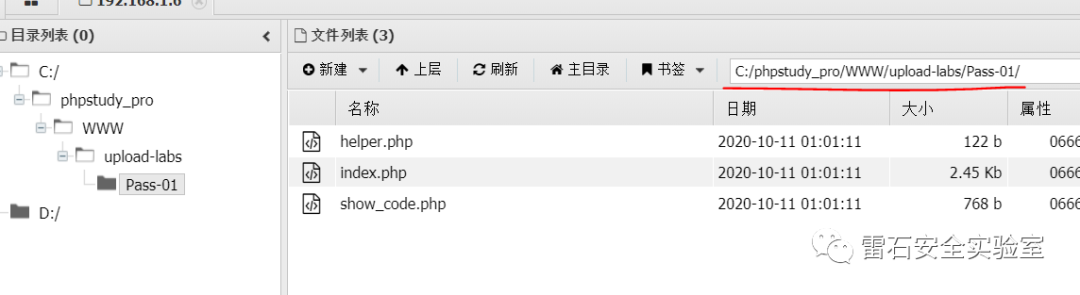 192.168.1.6
目录列表 (0)
文件列表 (3)
新建 上层 刷新 主目录 书签 C:/phpstudy_pro/WWW/upload-labs/Pass-01/
C:/
phpstudy_pro
WWW
upload-labs
Pass-01
D:/
名称 日期 大小 属性
helper.php 2020-10-11 01:01:11 122 b 0666
index.php 2020-10-11 01:01:11 2.45 Kb 0666
show_code.php 2020-10-11 01:01:11 768 b 0666
雷石安全实验室